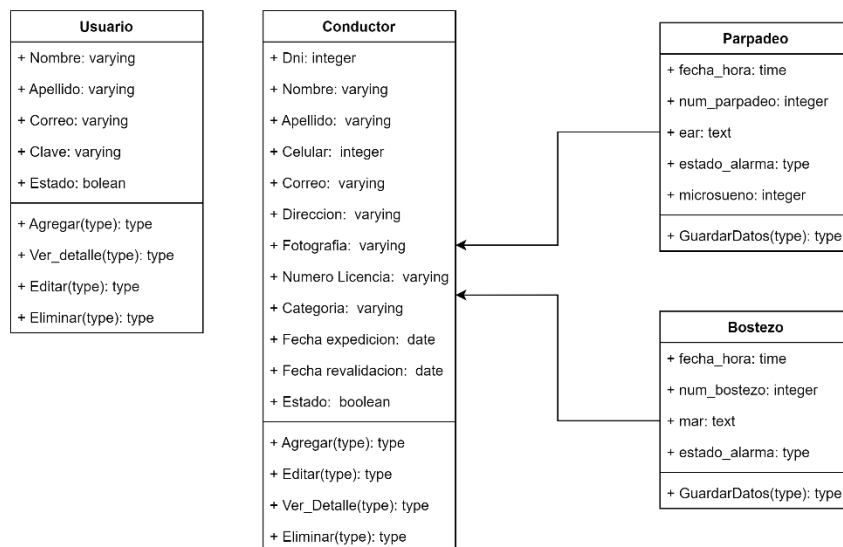 Usuario
+ Nombre: varying
+ Apellido: varying
+ Correo: varying
+ Clave: varying
+ Estado: bolean
+ Agregar(type): type
+ Ver_detalle(type): type
+ Editar(type): type
+ Eliminar(type): type
Conductor
+ Dni: integer
+ Nombre: varying
+ Apellido: varying
+ Celular: integer
+ Correo: varying
+ Direccion: varying
+ Fotografia: varying
+ Numero Licencia: varying
+ Categoria: varying
+ Fecha expedicion: date
+ Fecha revalidacion: date
+ Estado: boolean
+ Agregar(type): type
+ Editar(type): type
+ Ver_Detalle(type): type
+ Eliminar(type): type
Parpadeo
+ fecha_hora: time
+ num_parpadeo: integer
+ ear: text
+ estado_alarma: type
+ microsueno: integer
+ GuardarDatos(type): type
Bostezo
+ fecha_hora: time
+ num_bostezo: integer
+ mar: text
+ estado_alarma: type
+ GuardarDatos(type): type